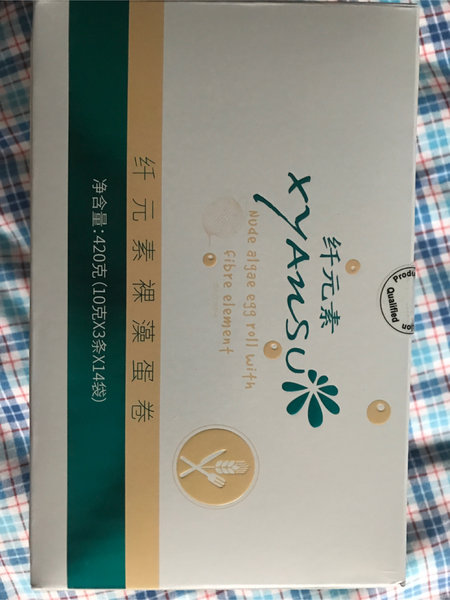 纤元素
XYANSU
Nude algae egg roll with
fibre element
纤元素裸藻蛋卷
净含量:420克(10克X3条X14袋)
Qualified